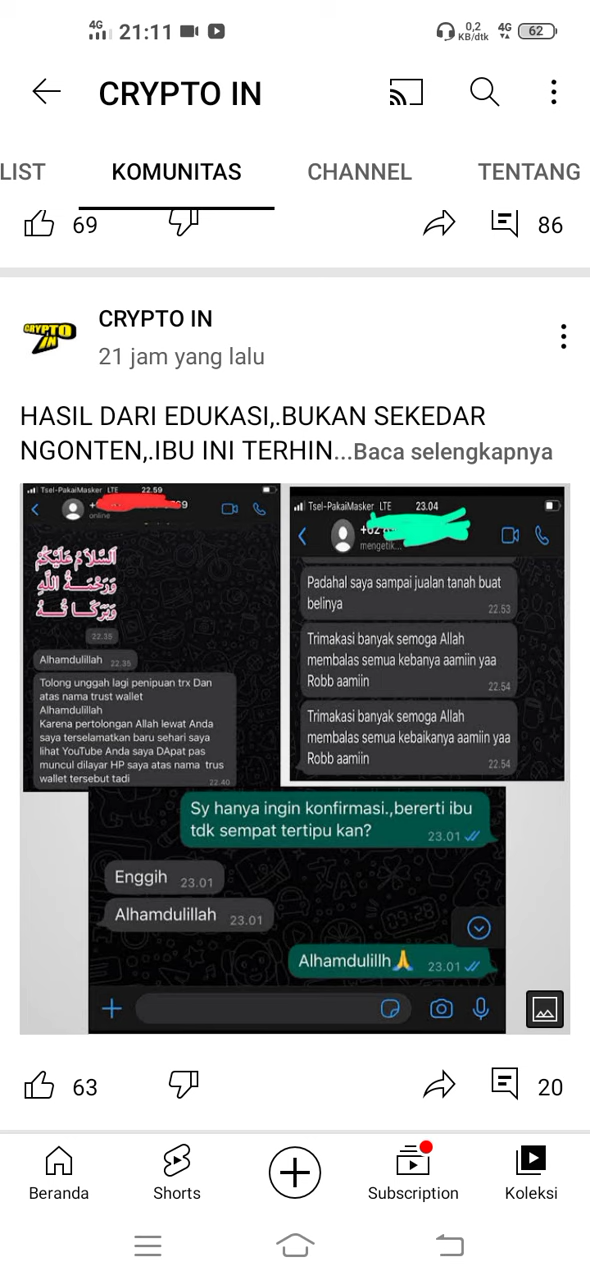 4G 21:11 0,2 KB/dtk 4G 62
CRYPTO IN
LIST KOMUNITAS CHANNEL TENTANG
69 86
CRYPTO IN
CRYPTO IN
21 jam yang lalu
HASIL DARI EDUKASI,.BUKAN SEKEDAR
NGONTEN,.IBU INI TERHIN...Baca selengkapnya
Tsel-PakaiMasker LTE 22.59
online
السلام عليكم
ورحمة الله
وبركاته
22.35
Alhamdulillah 22.35
Tolong unggah lagi penipuan trx Dan
atas nama trust wallet
Alhamdulillah
Karena pertolongan Allah lewat Anda
saya terselamatkan baru sehari saya
lihat YouTube Anda saya DApat pas
muncul dilayar HP saya atas nama trus
wallet tersebut tadi
22.40
Tsel-PakaiMasker LTE 23.04
mengetik...
Padahal saya sampai jualan tanah buat
belinya
22.53
Trimakasi banyak semoga Allah
membalas semua kebanya aamiin yaa
Robb aamiin
22.54
Trimakasi banyak semoga Allah
membalas semua kebaikanya aamiin yaa
Robb aamiin
22.54
Sy hanya ingin konfirmasi.,bererti ibu
tdk sempat tertipu kan?
23.01
Enggih 23.01
Alhamdulillah 23.01
Alhamdulillh🙏 23.01
63 20
Beranda Shorts Subscription Koleksi